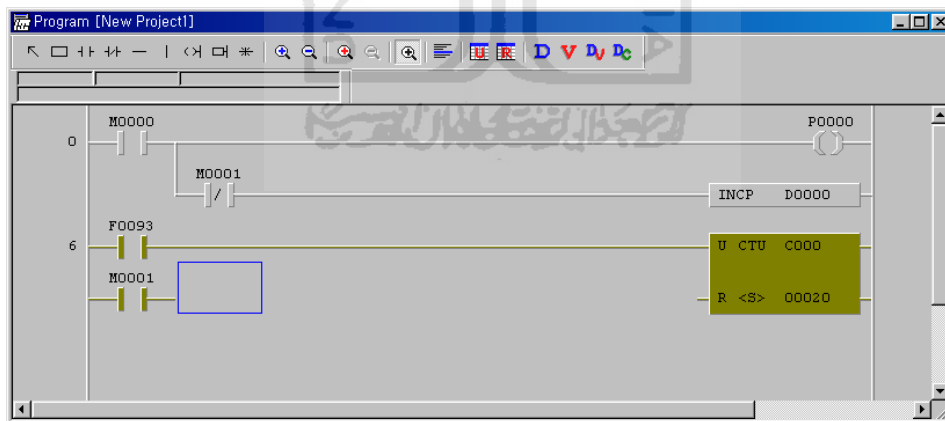 Program [New Project1]
U R D V DV DC
M0000 P0000
0
M0001
/
INCP D0000
F0093
6 U CTU C000
M0001
R <S> 00020